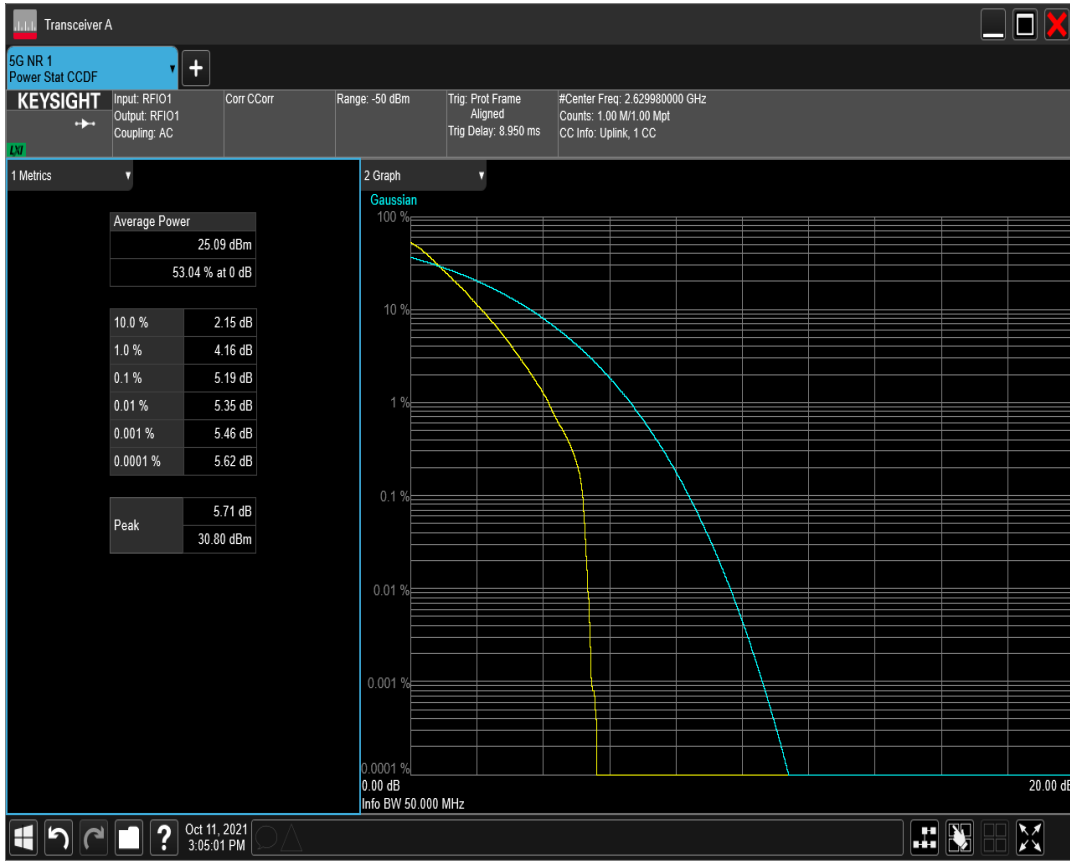 Transceiver A
5G NR 1
Power Stat CCDF
KEYSIGHT
LXI
Input: RFIO1
Output: RFIO1
Coupling: AC
Corr CCorr
Range: -50 dBm
Trig: Prot Frame
Aligned
Trig Delay: 8.950 ms
#Center Freq: 2.629980000 GHz
Counts: 1.00 M/1.00 Mpt
CC Info: Uplink, 1 CC
1 Metrics
Average Power
25.09 dBm
53.04 % at 0 dB
10.0 % 2.15 dB
1.0 % 4.16 dB
0.1 % 5.19 dB
0.01 % 5.35 dB
0.001 % 5.46 dB
0.0001 % 5.62 dB
Peak
5.71 dB
30.80 dBm
2 Graph
Gaussian
100 %
10 %
1 %
0.1 %
0.01 %
0.001 %
0.0001 %
0.00 dB
20.00 dB
Info BW 50.000 MHz
?
Oct 11, 2021
3:05:01 PM